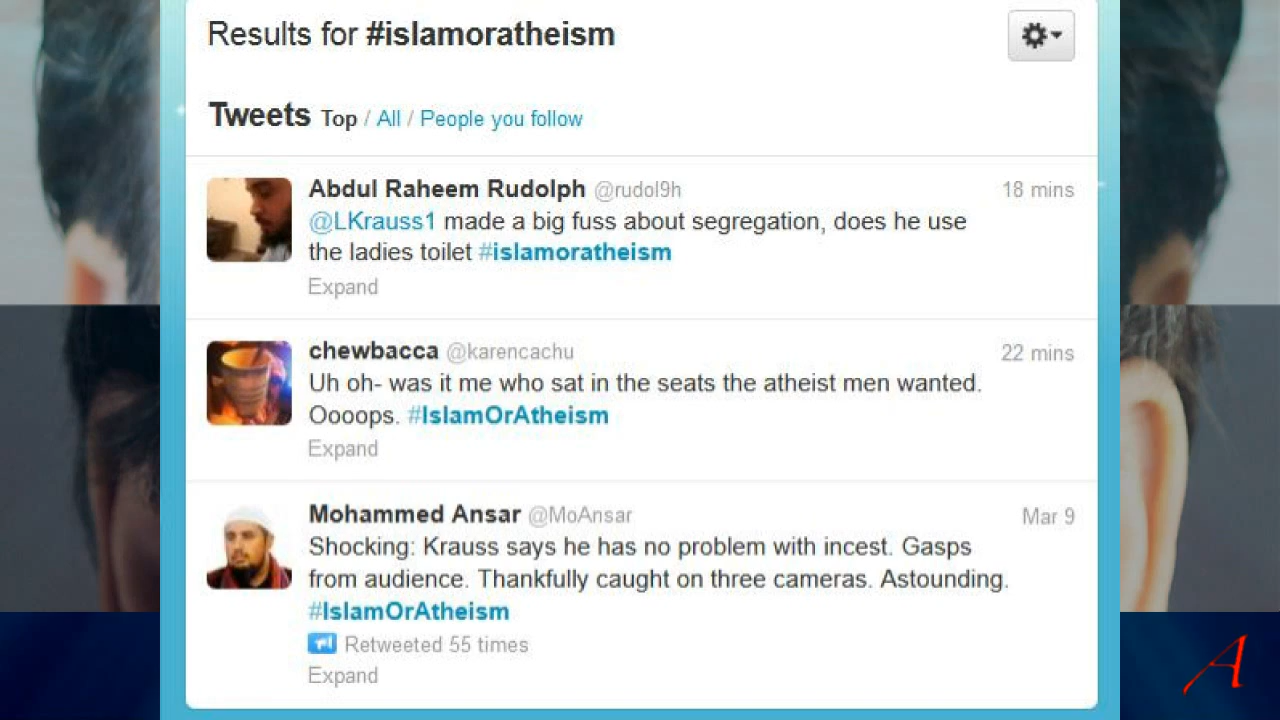 Results for #islamoratheism
Tweets Top / All / People you follow
Abdul Raheem Rudolph @rudol9h 18 mins
@LKrauss1 made a big fuss about segregation, does he use
the ladies toilet #islamoratheism
Expand
chewbacca @karencachu 22 mins
Uh oh- was it me who sat in the seats the atheist men wanted.
Oooops. #IslamOrAtheism
Expand
Mohammed Ansar @MoAnsar Mar 9
Shocking: Krauss says he has no problem with incest. Gasps
from audience. Thankfully caught on three cameras. Astounding.
#IslamOrAtheism
Retweeted 55 times
Expand
A